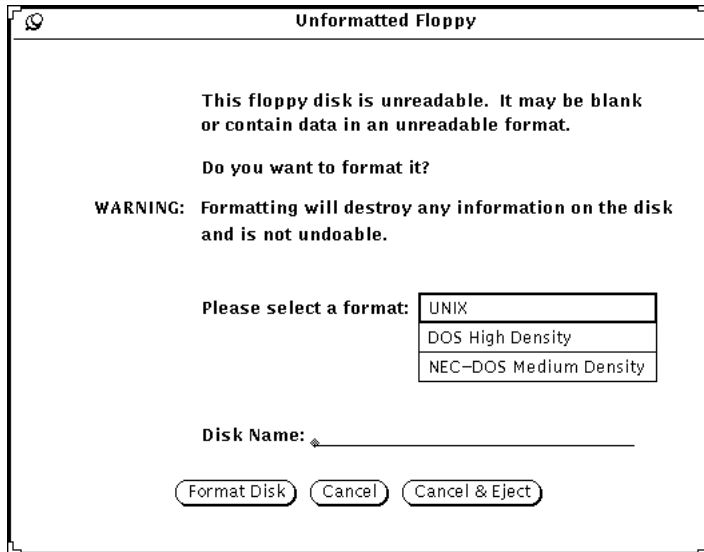 Unformatted Floppy
This floppy disk is unreadable. It may be blank
or contain data in an unreadable format.
Do you want to format it?
WARNING: Formatting will destroy any information on the disk
and is not undoable.
Please select a format: UNIX
DOS High Density
NEC-DOS Medium Density
Disk Name:
Format Disk Cancel Cancel & Eject